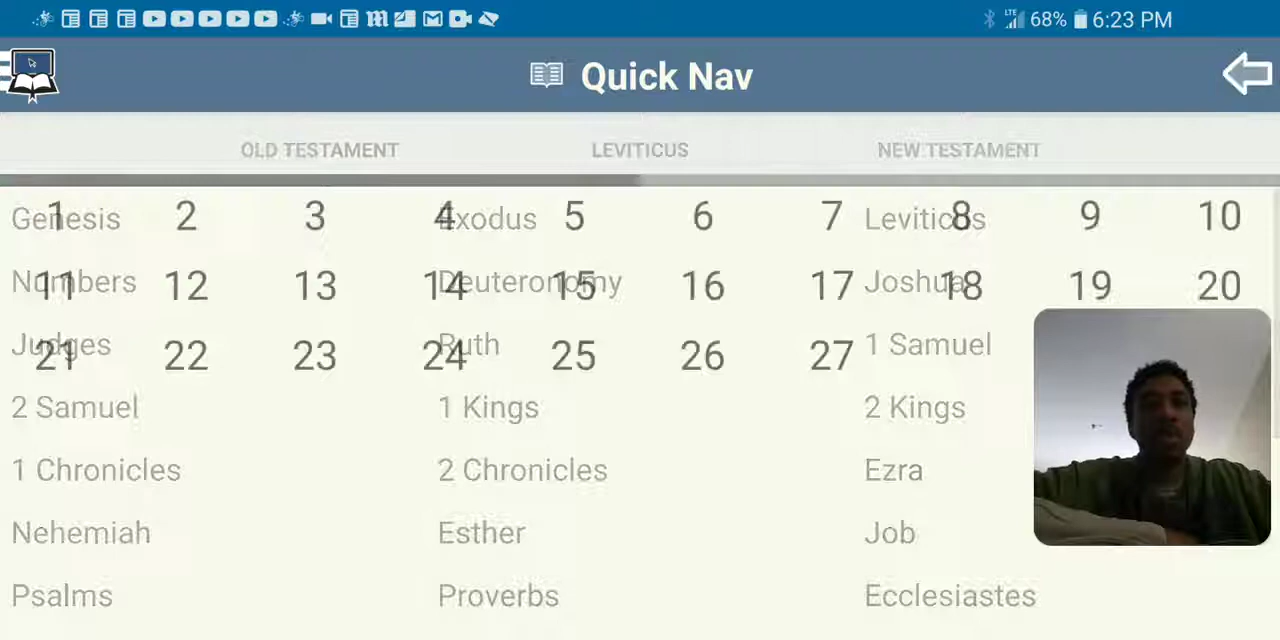 LTE 68% 6:23 PM
Quick Nav
OLD TESTAMENT LEVITICUS NEW TESTAMENT
Genesis Exodus Leviticus
1 2 3 4 5 6 7 8 9 10
Numbers Deuteronomy Joshua
11 12 13 14 15 16 17 18 19 20
Judges Ruth 1 Samuel
21 22 23 24 25 26 27
2 Samuel 1 Kings 2 Kings
1 Chronicles 2 Chronicles Ezra
Nehemiah Esther Job
Psalms Proverbs Ecclesiastes